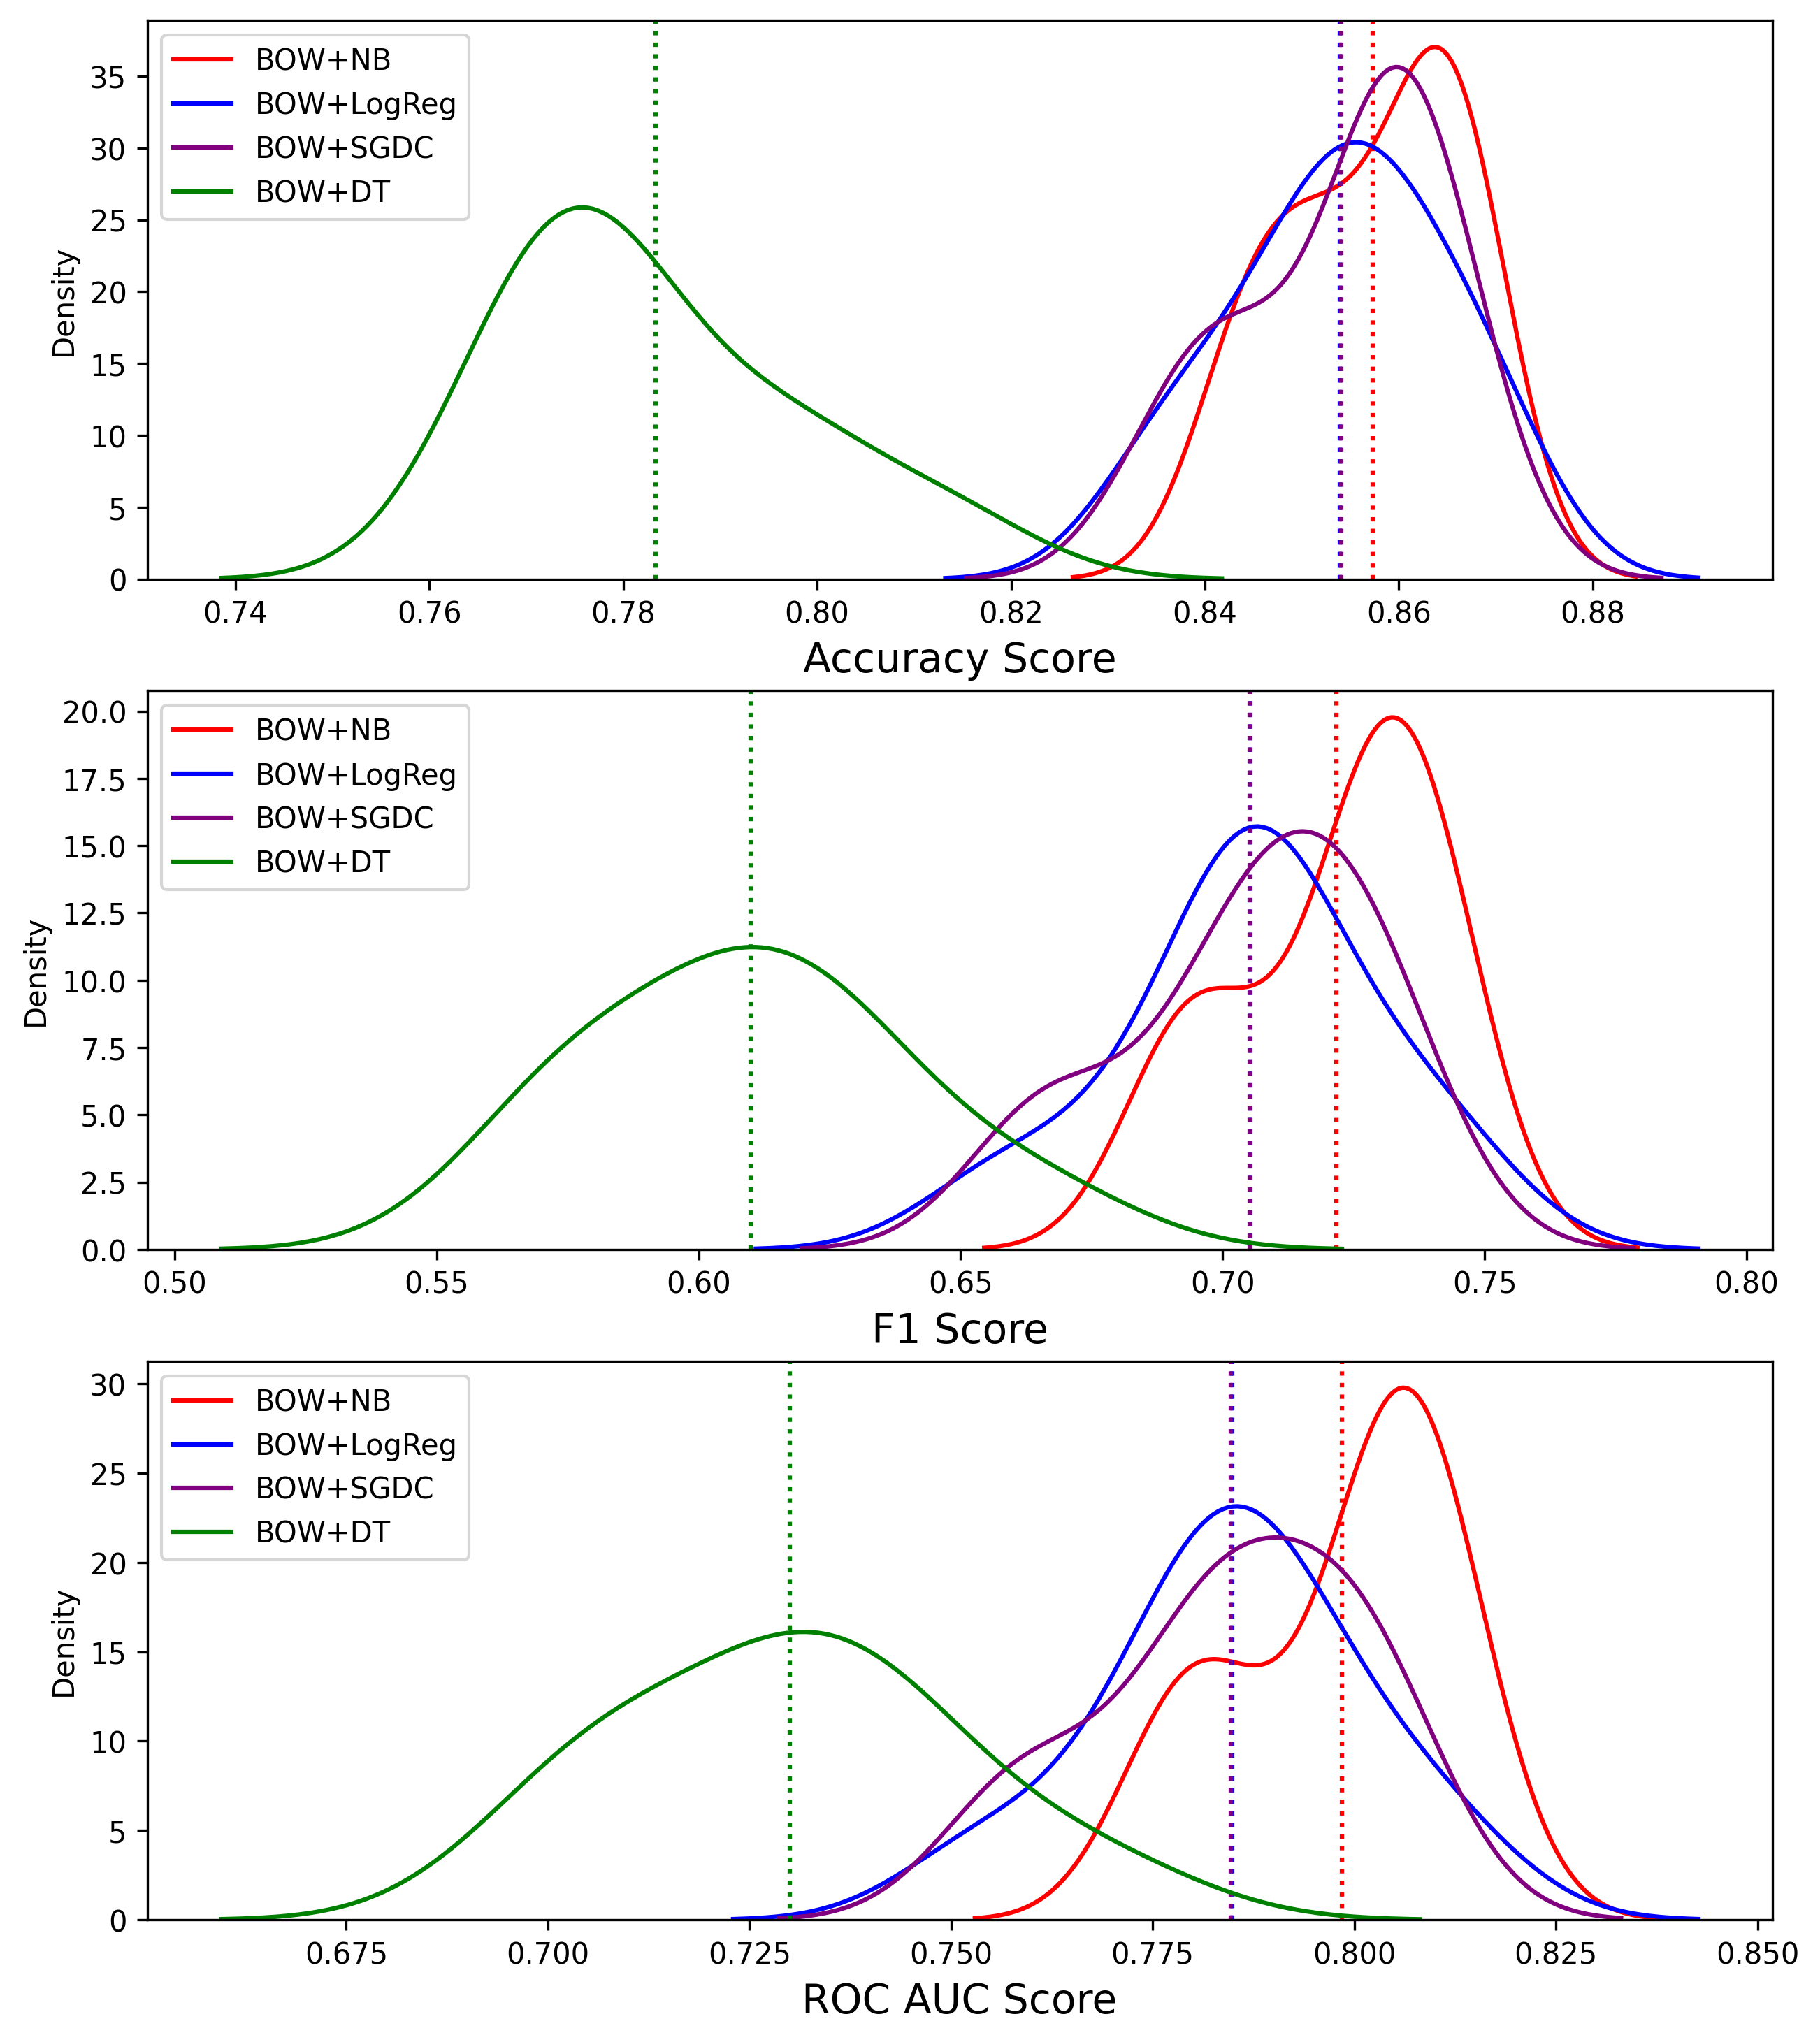 BOW+NB
BOW+LogReg
BOW+SGDC
BOW+DT
Density
35
30
25
20
15
10
5
0
0.74 0.76 0.78 0.80 0.82 0.84 0.86 0.88
Accuracy Score
BOW+NB
BOW+LogReg
BOW+SGDC
BOW+DT
Density
20.0
17.5
15.0
12.5
10.0
7.5
5.0
2.5
0.0
0.50 0.55 0.60 0.65 0.70 0.75 0.80
F1 Score
BOW+NB
BOW+LogReg
BOW+SGDC
BOW+DT
Density
30
25
20
15
10
5
0
0.675 0.700 0.725 0.750 0.775 0.800 0.825 0.850
ROC AUC Score